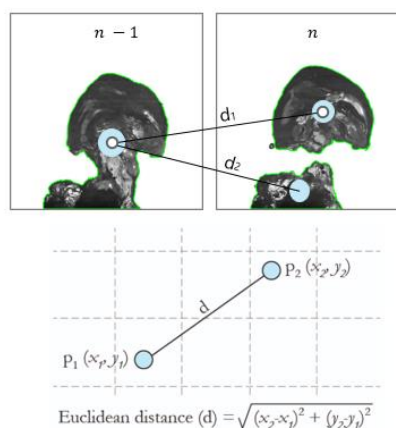 n − 1
n
d₁
d₂
p₂ (x₂, y₂)
d
p₁ (x₁, y₁)
Euclidean distance (d) = √(x₂-x₁)² + (y₂-y₁)²